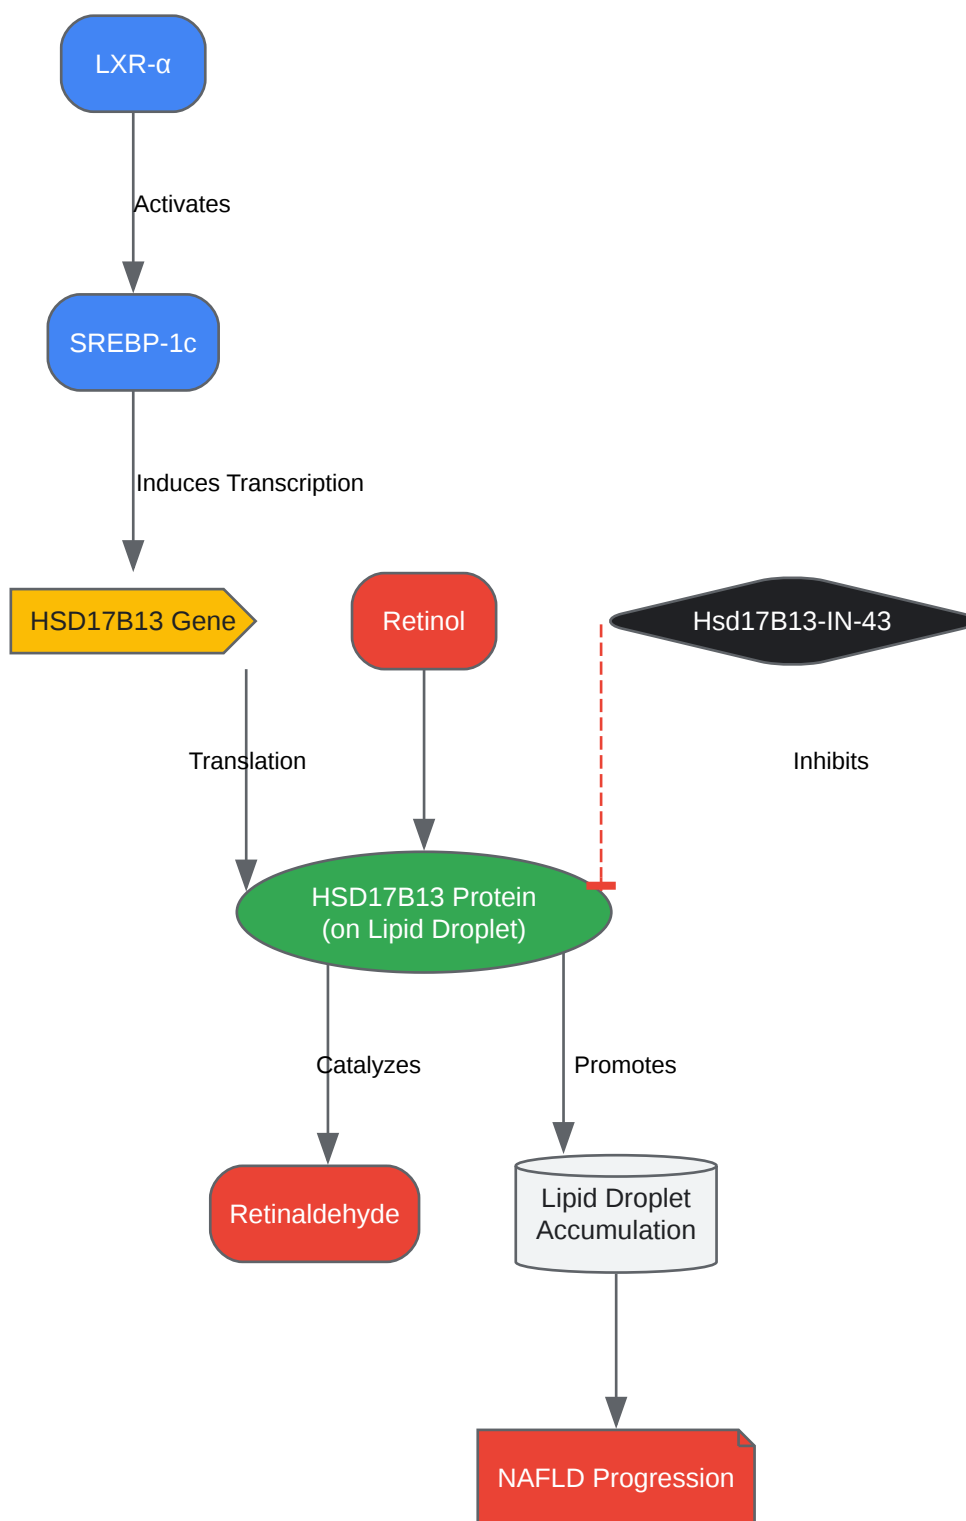 LXR-α
Activates
SREBP-1c
Induces Transcription
HSD17B13 Gene
Retinol
Hsd17B13-IN-43
Translation
Inhibits
HSD17B13 Protein
(on Lipid Droplet)
Catalyzes
Promotes
Retinaldehyde
Lipid Droplet
Accumulation
NAFLD Progression